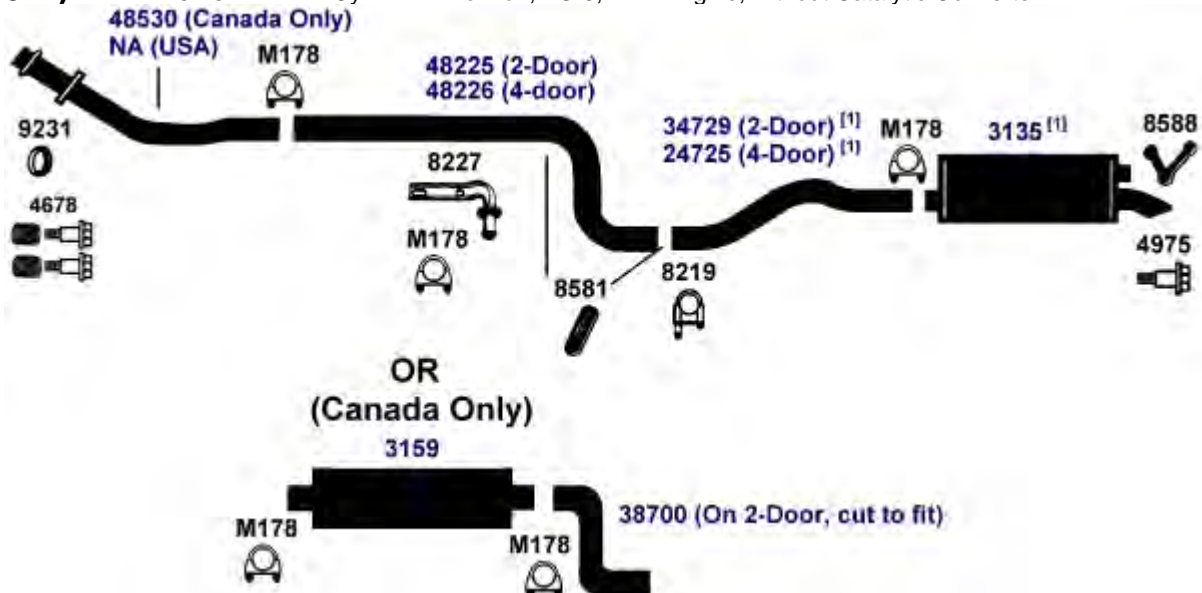 48530 (Canada Only)
NA (USA)
M178
48225 (2-Door)
48226 (4-door)
34729 (2-Door) [1]
24725 (4-Door) [1]
M178
3135 [1]
8588
9231
4678
8227
M178
8581
8219
4975
OR
(Canada Only)
3159
M178
M178
38700 (On 2-Door, cut to fit)